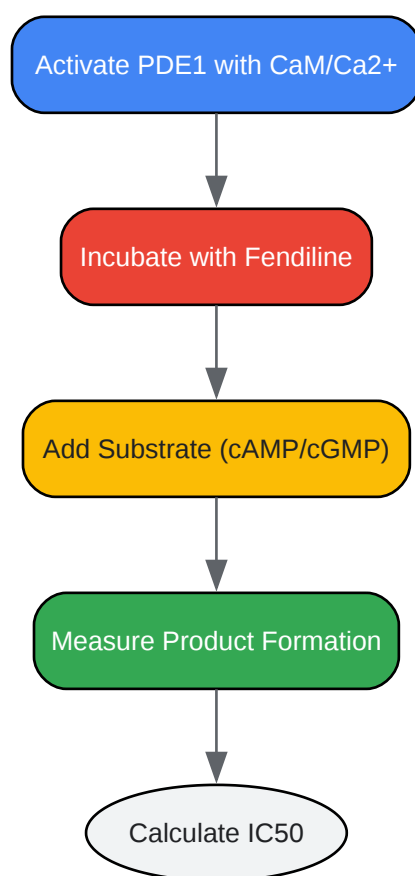 Activate PDE1 with CaM/Ca2+
Incubate with Fendiline
Add Substrate (cAMP/cGMP)
Measure Product Formation
Calculate IC50